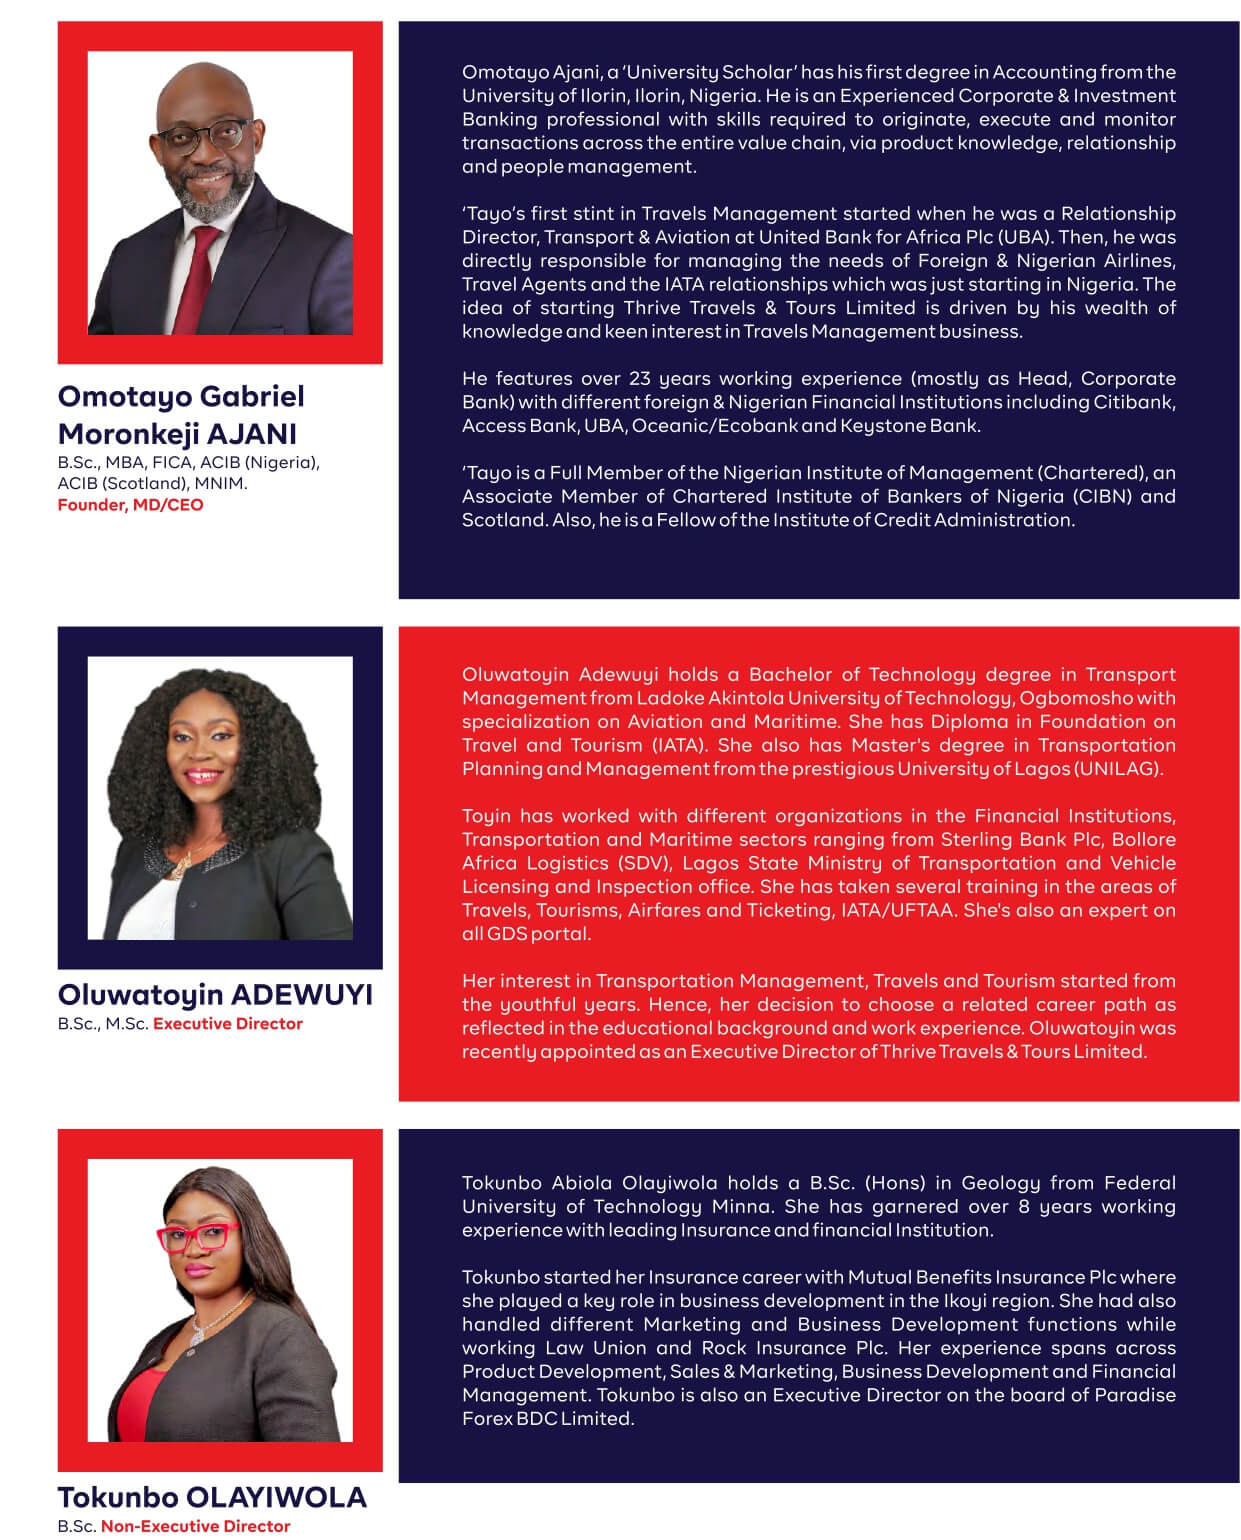 Omotayo Gabriel
Moronkeji AJANI
B.Sc., MBA, FICA, ACIB (Nigeria),
ACIB (Scotland), MNIM.
Founder, MD/CEO
Omotayo Ajani, a ‘University Scholar’ has his first degree in Accounting from the
University of Ilorin, Ilorin, Nigeria. He is an Experienced Corporate & Investment
Banking professional with skills required to originate, execute and monitor
transactions across the entire value chain, via product knowledge, relationship
and people management.
‘Tayo’s first stint in Travels Management started when he was a Relationship
Director, Transport & Aviation at United Bank for Africa Plc (UBA). Then, he was
directly responsible for managing the needs of Foreign & Nigerian Airlines,
Travel Agents and the IATA relationships which was just starting in Nigeria. The
idea of starting Thrive Travels & Tours Limited is driven by his wealth of
knowledge and keen interest in Travels Management business.
He features over 23 years working experience (mostly as Head, Corporate
Bank) with different foreign & Nigerian Financial Institutions including Citibank,
Access Bank, UBA, Oceanic/Ecobank and Keystone Bank.
‘Tayo is a Full Member of the Nigerian Institute of Management (Chartered), an
Associate Member of Chartered Institute of Bankers of Nigeria (CIBN) and
Scotland. Also, he is a Fellow of the Institute of Credit Administration.
Oluwatoyin ADEWUYI
B.Sc., M.Sc. Executive Director
Oluwatoyin Adewuyi holds a Bachelor of Technology degree in Transport
Management from Ladoke Akintola University of Technology, Ogbomosho with
specialization on Aviation and Maritime. She has Diploma in Foundation on
Travel and Tourism (IATA). She also has Master's degree in Transportation
Planning and Management from the prestigious University of Lagos (UNILAG).
Toyin has worked with different organizations in the Financial Institutions,
Transportation and Maritime sectors ranging from Sterling Bank Plc, Bollore
Africa Logistics (SDV), Lagos State Ministry of Transportation and Vehicle
Licensing and Inspection office. She has taken several training in the areas of
Travels, Tourisms, Airfares and Ticketing, IATA/UFTAA. She's also an expert on
all GDS portal.
Her interest in Transportation Management, Travels and Tourism started from
the youthful years. Hence, her decision to choose a related career path as
reflected in the educational background and work experience. Oluwatoyin was
recently appointed as an Executive Director of Thrive Travels & Tours Limited.
Tokunbo OLAYIWOLA
B.Sc. Non-Executive Director
Tokunbo Abiola Olayiwola holds a B.Sc. (Hons) in Geology from Federal
University of Technology Minna. She has garnered over 8 years working
experience with leading Insurance and financial Institution.
Tokunbo started her Insurance career with Mutual Benefits Insurance Plc where
she played a key role in business development in the Ikoyi region. She had also
handled different Marketing and Business Development functions while
working Law Union and Rock Insurance Plc. Her experience spans across
Product Development, Sales & Marketing, Business Development and Financial
Management. Tokunbo is also an Executive Director on the board of Paradise
Forex BDC Limited.